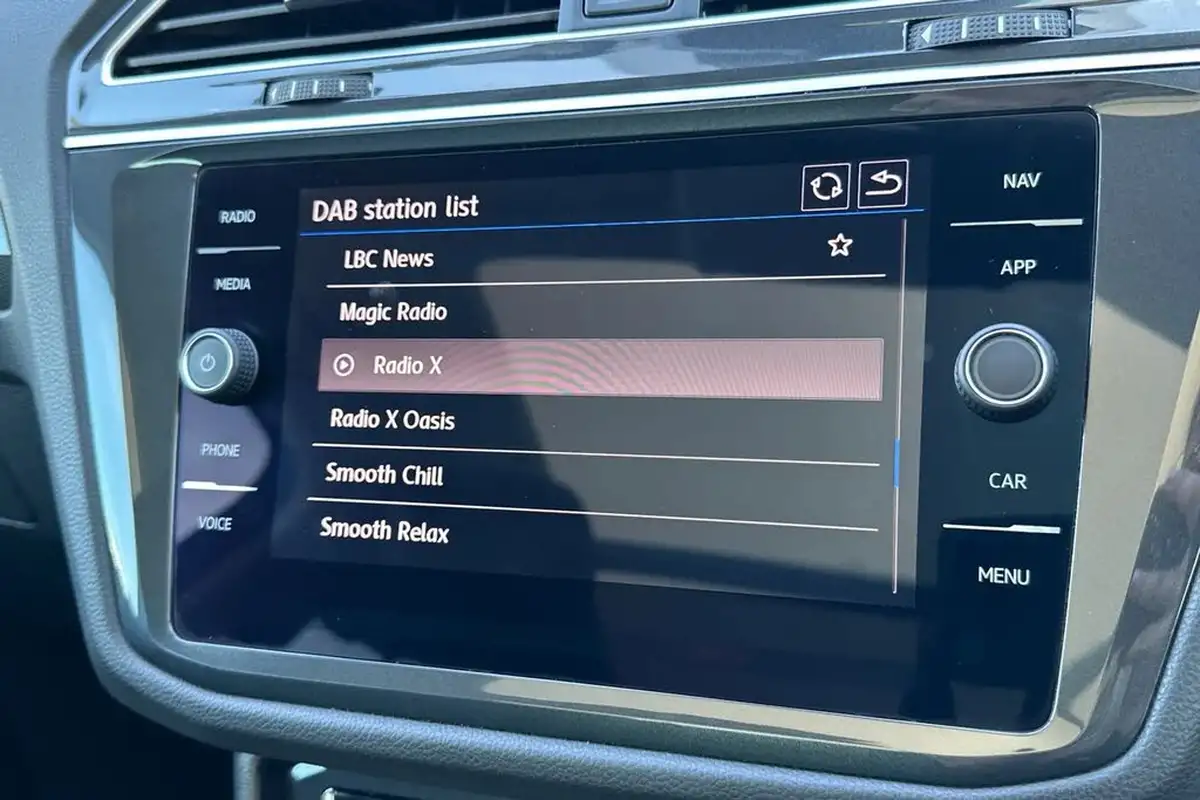 DAB station list
LBC News
Magic Radio
Radio X
Radio X Oasis
Smooth Chill
Smooth Relax
RADIO
MEDIA
PHONE
VOICE
NAV
APP
CAR
MENU